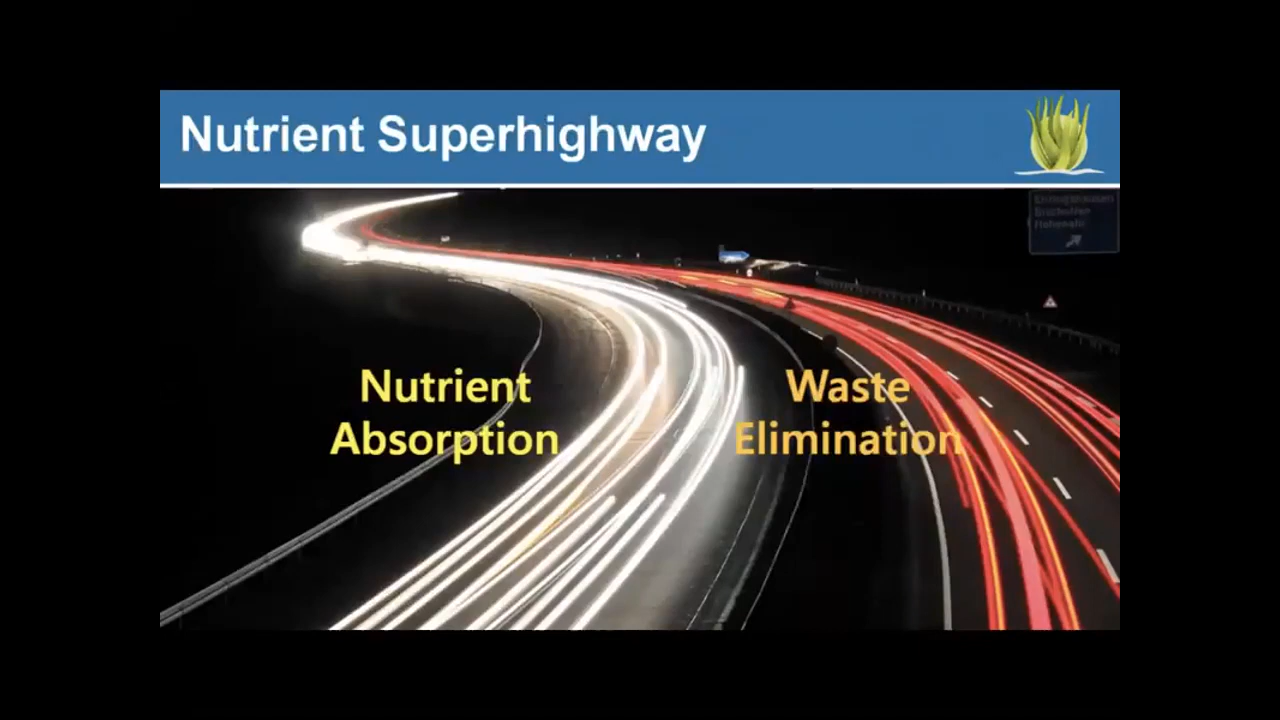 Nutrient Superhighway
Nutrient
Absorption
Waste
Elimination